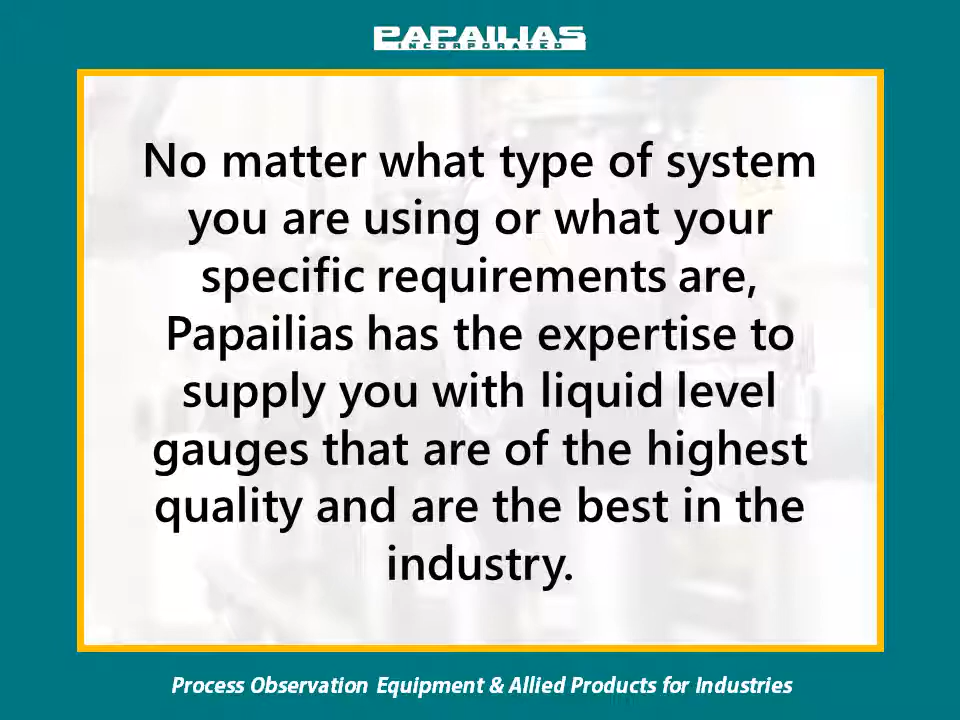 PAPAILIAS
INCORPORATED
No matter what type of system
you are using or what your
specific requirements are,
Papailias has the expertise to
supply you with liquid level
gauges that are of the highest
quality and are the best in the
industry.
Process Observation Equipment & Allied Products for Industries